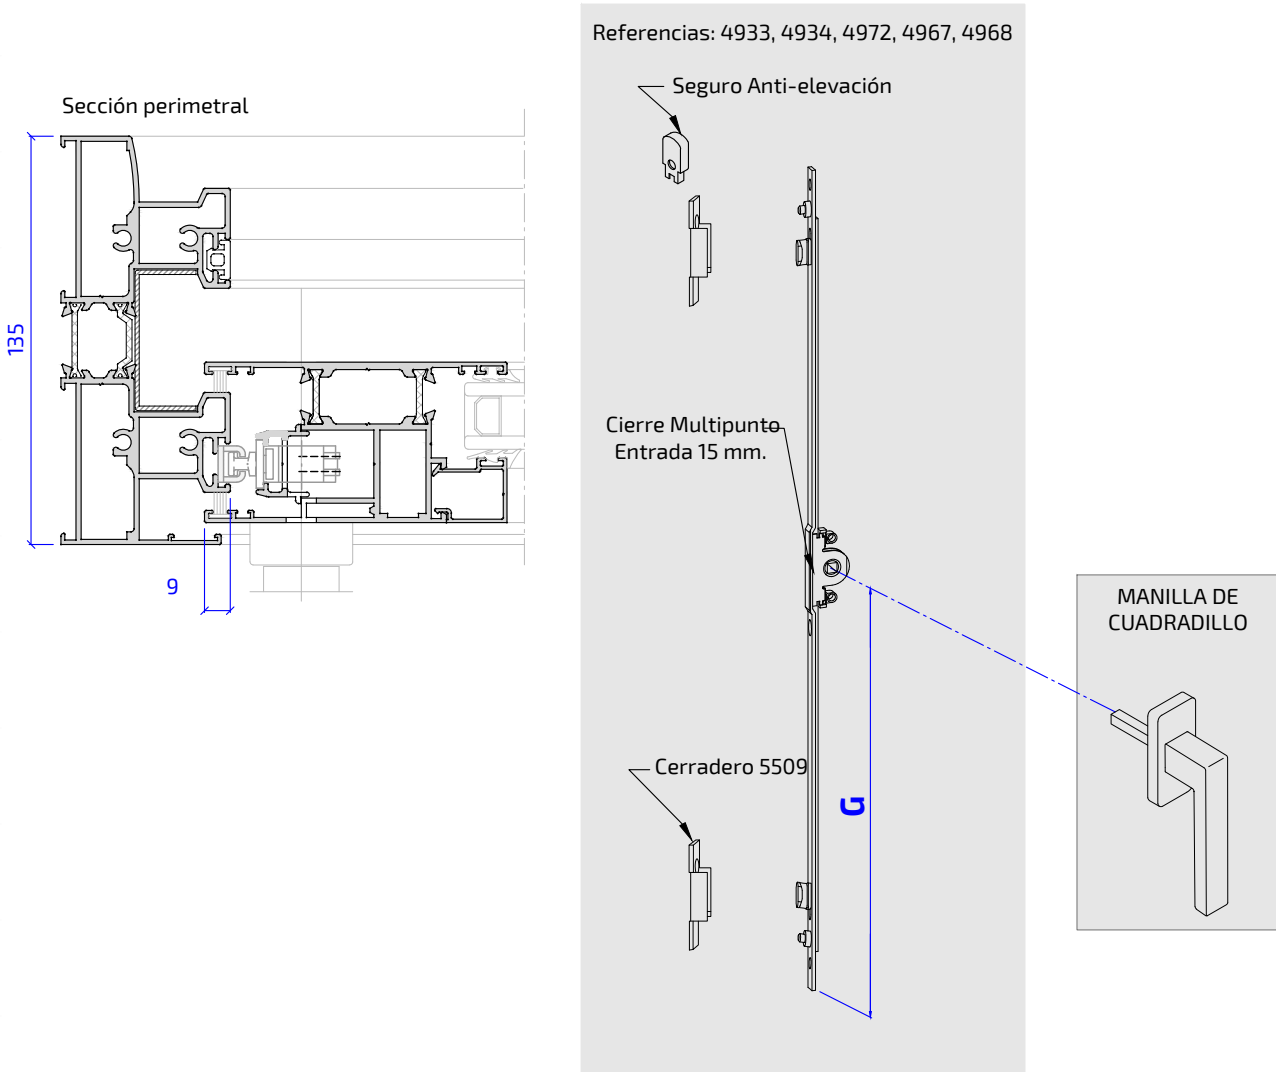 Referencias: 4933, 4934, 4972, 4967, 4968
Seguro Anti-elevación
Sección perimetral
135
9
Cierre Multipunto
Entrada 15 mm.
MANILLA DE
CUADRADILLO
Cerradero 5509
G